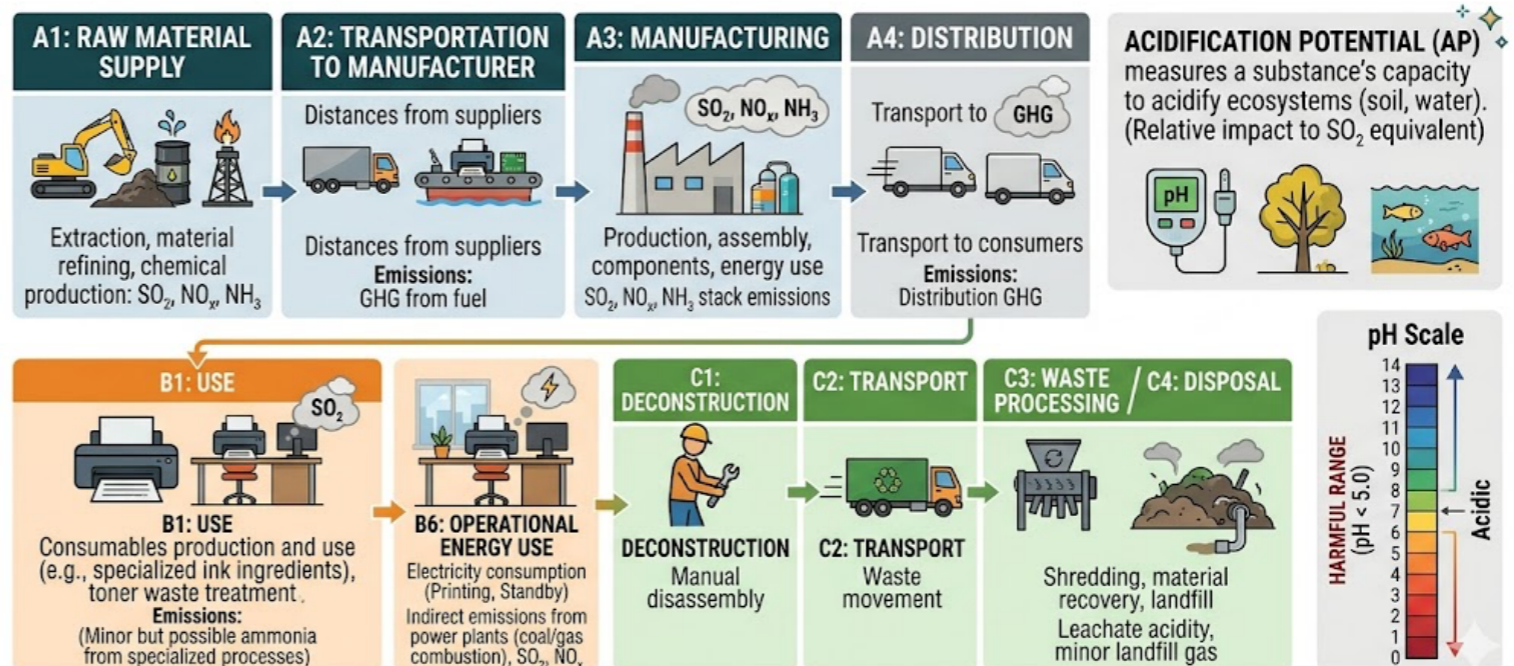 A1: RAW MATERIAL
SUPPLY
Extraction, material
refining, chemical
production: SO₂, NOₓ, NH₃
A2: TRANSPORTATION
TO MANUFACTURER
Distances from suppliers
Distances from suppliers
Emissions:
GHG from fuel
A3: MANUFACTURING
SO₂, NOₓ, NH₃
Production, assembly,
components, energy use
SO₂, NOₓ, NH₃ stack emissions
A4: DISTRIBUTION
Transport to
GHG
Transport to consumers
Emissions:
Distribution GHG
ACIDIFICATION POTENTIAL (AP)
measures a substance's capacity
to acidify ecosystems (soil, water).
(Relative impact to SO₂ equivalent)
pH
B1: USE
SO₂
B1: USE
Consumables production and use
(e.g., specialized ink ingredients),
toner waste treatment.
Emissions:
(Minor but possible ammonia
from specialized processes)
B6: OPERATIONAL
ENERGY USE
Electricity consumption
(Printing, Standby)
Indirect emissions from
power plants (coal/gas
combustion), SO₂, NOₓ
C1:
DECONSTRUCTION
DECONSTRUCTION
Manual
disassembly
C2: TRANSPORT
C2: TRANSPORT
Waste
movement
C3: WASTE
PROCESSING / C4: DISPOSAL
Shredding, material
recovery, landfill
Leachate acidity,
minor landfill gas
pH Scale
14
13
12
11
10
9
8
7
6
5
4
3
2
1
0
HARMFUL RANGE
(pH < 5.0)
Acidic